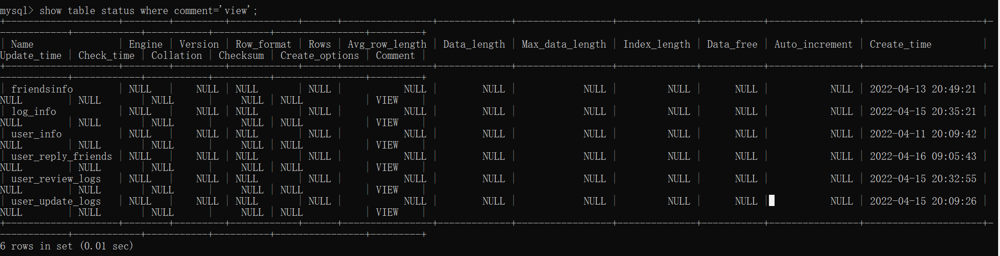 mysql> show table status where comment='view';
+--------------------+--------+---------+------------+------+----------------+-------------+-----------------+--------------+-----------+----------------+---------------------+-
------------+------------+-----------+----------+----------------+---------+
| Name               | Engine | Version | Row_format | Rows | Avg_row_length | Data_length | Max_data_length | Index_length | Data_free | Auto_increment | Create_time         |
Update_time | Check_time | Collation | Checksum | Create_options | Comment |
+--------------------+--------+---------+------------+------+----------------+-------------+-----------------+--------------+-----------+----------------+---------------------+-
------------+------------+-----------+----------+----------------+---------+
| friendsinfo        | NULL   |    NULL | NULL       | NULL |           NULL |        NULL |            NULL |         NULL |      NULL |           NULL | 2022-04-13 20:49:21 |
NULL        | NULL       | NULL      |     NULL | NULL           | VIEW    |
| log_info           | NULL   |    NULL | NULL       | NULL |           NULL |        NULL |            NULL |         NULL |      NULL |           NULL | 2022-04-15 20:35:21 |
NULL        | NULL       | NULL      |     NULL | NULL           | VIEW    |
| user_info          | NULL   |    NULL | NULL       | NULL |           NULL |        NULL |            NULL |         NULL |      NULL |           NULL | 2022-04-11 20:09:42 |
NULL        | NULL       | NULL      |     NULL | NULL           | VIEW    |
| user_reply_friends | NULL   |    NULL | NULL       | NULL |           NULL |        NULL |            NULL |         NULL |      NULL |           NULL | 2022-04-16 09:05:43 |
NULL        | NULL       | NULL      |     NULL | NULL           | VIEW    |
| user_review_logs   | NULL   |    NULL | NULL       | NULL |           NULL |        NULL |            NULL |         NULL |      NULL |           NULL | 2022-04-15 20:32:55 |
NULL        | NULL       | NULL      |     NULL | NULL           | VIEW    |
| user_update_logs   | NULL   |    NULL | NULL       | NULL |           NULL |        NULL |            NULL |         NULL |      NULL |           NULL | 2022-04-15 20:09:26 |
NULL        | NULL       | NULL      |     NULL | NULL           | VIEW    |
+--------------------+--------+---------+------------+------+----------------+-------------+-----------------+--------------+-----------+----------------+---------------------+-
------------+------------+-----------+----------+----------------+---------+
6 rows in set (0.01 sec)